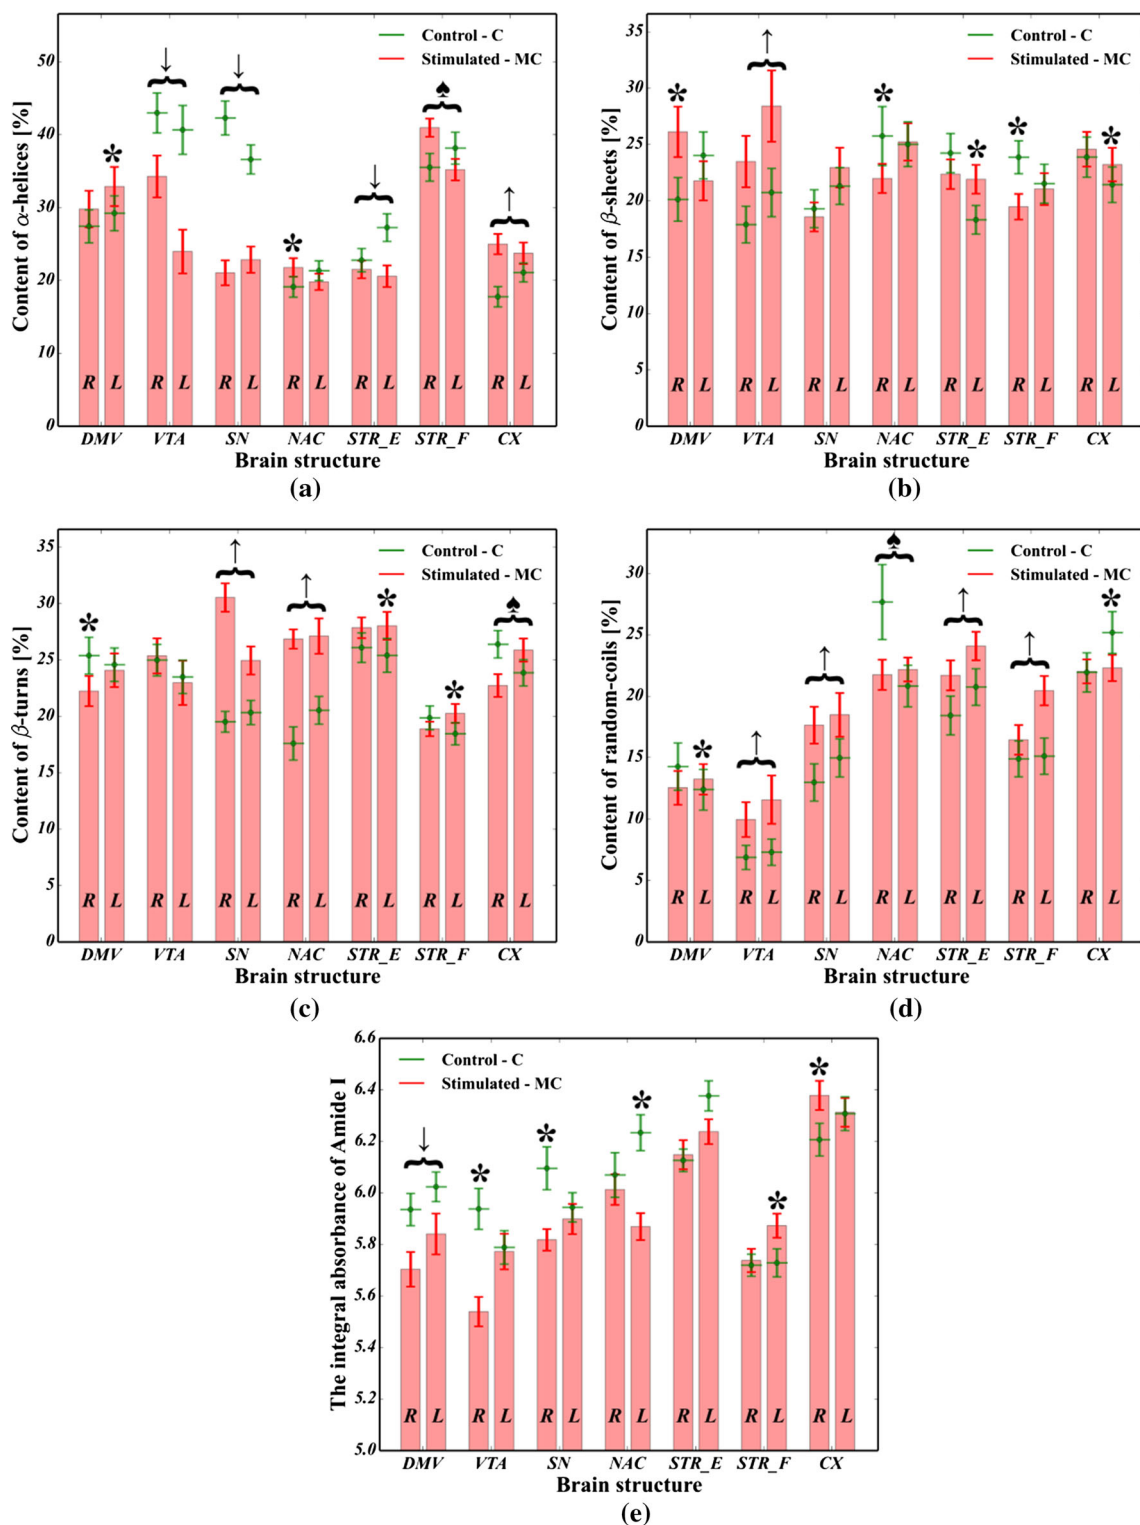 50
40
30
20
10
0
Content of α-helices [%]
Control - C
Stimulated - MC
↓ ↓ ♠
* ↓
* ↑
R L R L R L R L R L R L R L
DMV VTA SN NAC STR_E STR_F CX
Brain structure
(a)
35
30
25
20
15
10
5
0
Content of β-sheets [%]
Control - C
Stimulated - MC
↑
* * * * *
R L R L R L R L R L R L R L
DMV VTA SN NAC STR_E STR_F CX
Brain structure
(b)
35
30
25
20
15
10
5
0
Content of β-turns [%]
Control - C
Stimulated - MC
↑ ↑
* * * ♠
R L R L R L R L R L R L R L
DMV VTA SN NAC STR_E STR_F CX
Brain structure
(c)
30
25
20
15
10
5
0
Content of random-coils [%]
Control - C
Stimulated - MC
♠
↑ ↑ *
↑
* ↑
R L R L R L R L R L R L R L
DMV VTA SN NAC STR_E STR_F CX
Brain structure
(d)
6.6
6.4
6.2
6.0
5.8
5.6
5.4
5.2
5.0
The integral absorbance of Amide I
Control - C
Stimulated - MC
*
↓ * * * *
R L R L R L R L R L R L R L
DMV VTA SN NAC STR_E STR_F CX
Brain structure
(e)